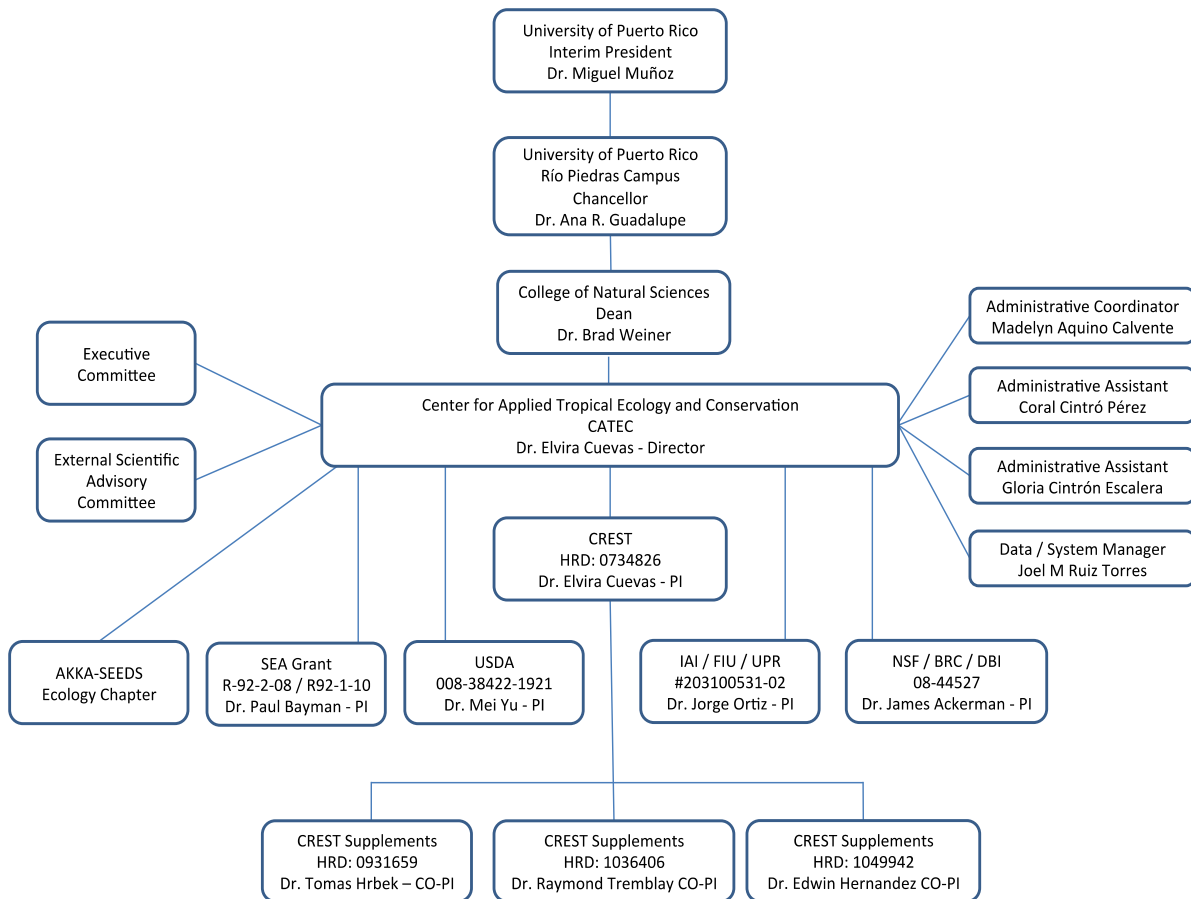 University of Puerto Rico
Interim President
Dr. Miguel Muñoz
University of Puerto Rico
Río Piedras Campus
Chancellor
Dr. Ana R. Guadalupe
College of Natural Sciences
Dean
Dr. Brad Weiner
Executive
Committee
External Scientific
Advisory
Committee
Center for Applied Tropical Ecology and Conservation
CATEC
Dr. Elvira Cuevas - Director
Administrative Coordinator
Madelyn Aquino Calvente
Administrative Assistant
Coral Cintró Pérez
Administrative Assistant
Gloria Cintrón Escalera
Data / System Manager
Joel M Ruiz Torres
CREST
HRD: 0734826
Dr. Elvira Cuevas - PI
AKKA-SEEDS
Ecology Chapter
SEA Grant
R-92-2-08 / R92-1-10
Dr. Paul Bayman - PI
USDA
008-38422-1921
Dr. Mei Yu - PI
IAI / FIU / UPR
#203100531-02
Dr. Jorge Ortiz - PI
NSF / BRC / DBI
08-44527
Dr. James Ackerman - PI
CREST Supplements
HRD: 0931659
Dr. Tomas Hrbek – CO-PI
CREST Supplements
HRD: 1036406
Dr. Raymond Tremblay CO-PI
CREST Supplements
HRD: 1049942
Dr. Edwin Hernandez CO-PI